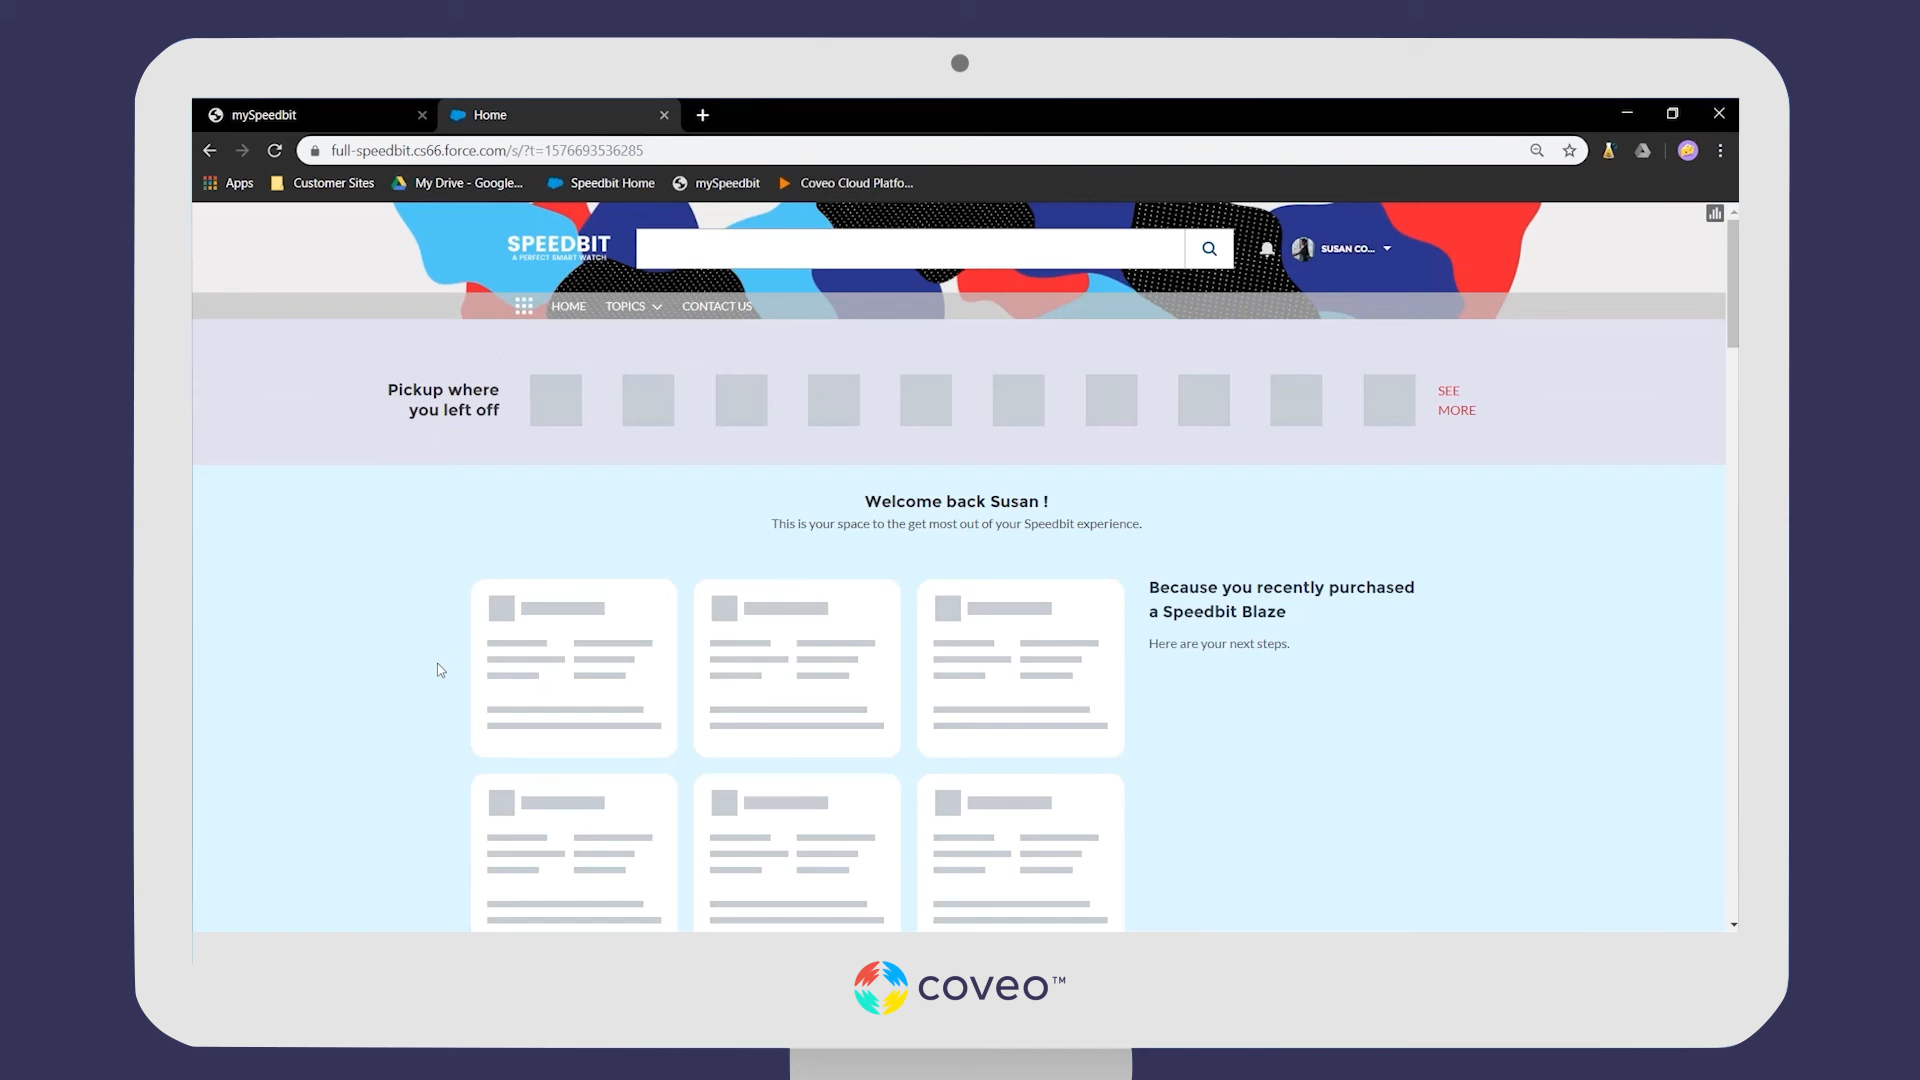 mySpeedbit
Home
full-speedbit.cs66.force.com/s/?t=1576693536285
Apps
Customer Sites
My Drive - Google...
Speedbit Home
mySpeedbit
Coveo Cloud Platfo...
SPEEDBIT
A PERFECT SMART WATCH
SUSAN CO...
HOME
TOPICS
CONTACT US
Pickup where
you left off
SEE
MORE
Welcome back Susan !
This is your space to the get most out of your Speedbit experience.
Because you recently purchased
a Speedbit Blaze
Here are your next steps.
coveo™